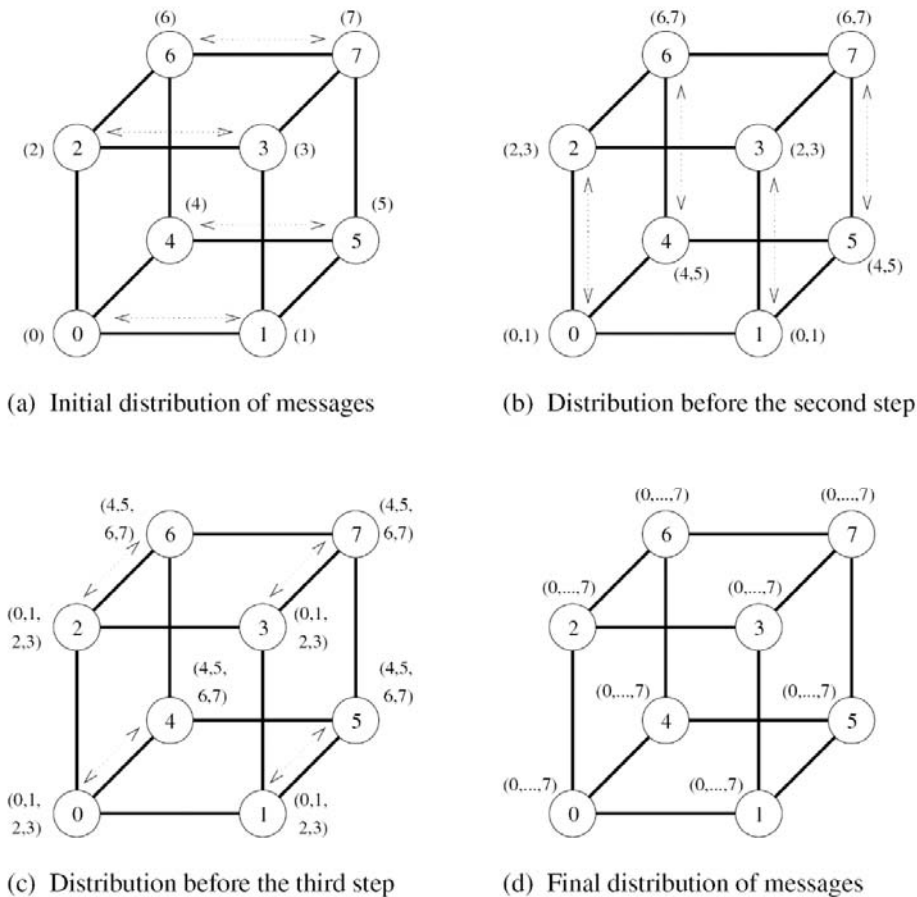 (6) (7) (6,7) (6,7)
6 7 6 7
(2) 2 3 (3) (2,3) 2 3 (2,3)
(4) (5)
4 5 4 5
(4,5) (4,5)
(0) 0 1 (1) (0,1) 0 1 (0,1)
(a) Initial distribution of messages
(b) Distribution before the second step
(4,5, (4,5, (0,...,7) (0,...,7)
6,7) 6 7 6,7) 6 7
(0,1, (0,1, (0,...,7) (0,...,7)
2,3) 2 3 2,3) 2 3
(4,5, (4,5,
6,7) 6,7) (0,...,7) (0,...,7)
4 5 4 5
(0,1, (0,1, (0,...,7) (0,...,7)
2,3) 0 1 2,3) 0 1
(c) Distribution before the third step
(d) Final distribution of messages